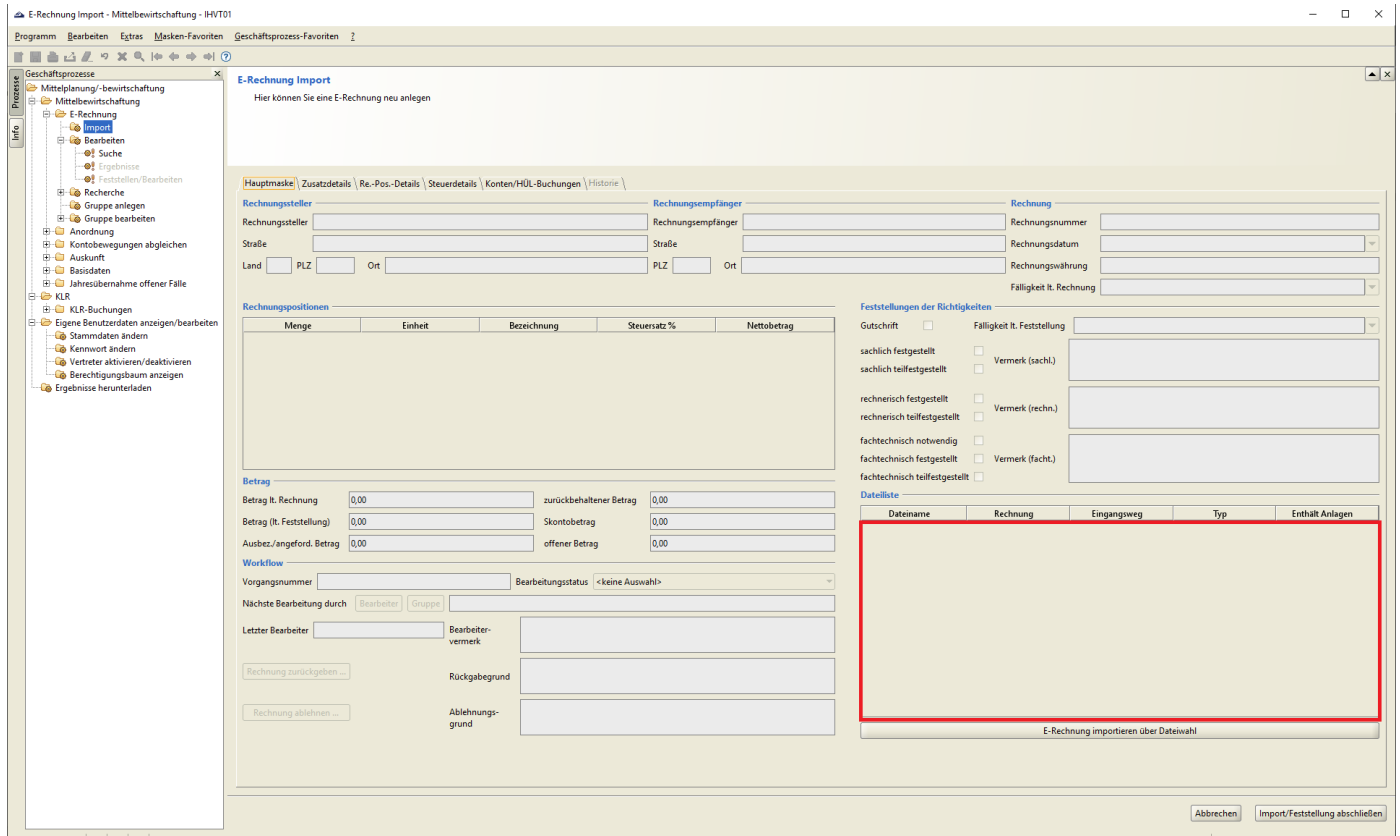 E-Rechnung Import - Mittelbewirtschaftung - IHVT01
Programm Bearbeiten Extras Masken-Favoriten Geschäftsprozess-Favoriten ?
Prozesse
Info
Geschäftsprozesse
Mittelplanung/-bewirtschaftung
Mittelbewirtschaftung
E-Rechnung
Import
Bearbeiten
Suche
Ergebnisse
Feststellen/Bearbeiten
Recherche
Gruppe anlegen
Gruppe bearbeiten
Anordnung
Kontobewegungen abgleichen
Auskunft
Basisdaten
Jahresübernahme offener Fälle
KLR
KLR-Buchungen
Eigene Benutzerdaten anzeigen/bearbeiten
Stammdaten ändern
Kennwort ändern
Vertreter aktivieren/deaktivieren
Berechtigungsbaum anzeigen
Ergebnisse herunterladen
E-Rechnung Import
Hier können Sie eine E-Rechnung neu anlegen
Hauptmaske Zusatzdetails Re.-Pos.-Details Steuerdetails Konten/HÜL-Buchungen Historie
Rechnungssteller
Rechnungssteller
Straße
Land PLZ Ort
Rechnungsempfänger
Rechnungsempfänger
Straße
PLZ Ort
Rechnung
Rechnungsnummer
Rechnungsdatum
Rechnungswährung
Fälligkeit lt. Rechnung
Rechnungspositionen
Menge Einheit Bezeichnung Steuersatz % Nettobetrag
Feststellungen der Richtigkeiten
Gutschrift Fälligkeit lt. Feststellung
sachlich festgestellt
Vermerk (sachl.)
sachlich teilfestgestellt
rechnerisch festgestellt
Vermerk (rechn.)
rechnerisch teilfestgestellt
fachtechnisch notwendig
fachtechnisch festgestellt Vermerk (facht.)
fachtechnisch teilfestgestellt
Betrag
Betrag lt. Rechnung 0,00 zurückbehaltener Betrag 0,00
Betrag (lt. Feststellung) 0,00 Skontobetrag 0,00
Ausbez./angeford. Betrag 0,00 offener Betrag 0,00
Workflow
Vorgangsnummer Bearbeitungsstatus <keine Auswahl>
Nächste Bearbeitung durch Bearbeiter Gruppe
Letzter Bearbeiter Bearbeiter-
vermerk
Rechnung zurückgeben ... Rückgabegrund
Rechnung ablehnen ... Ablehnungs-
grund
Dateiliste
Dateiname Rechnung Eingangsweg Typ Enthält Anlagen
E-Rechnung importieren über Dateiwahl
Abbrechen Import/Feststellung abschließen